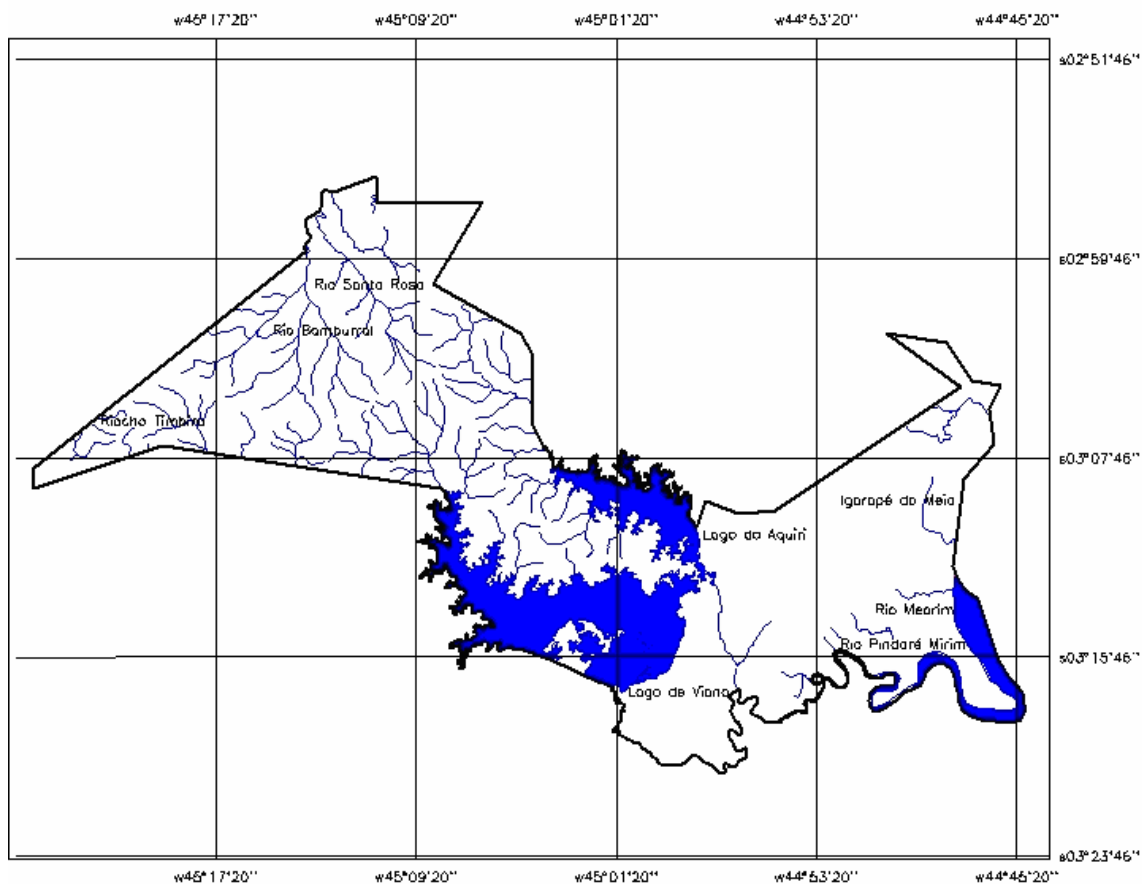 w45°17'20" w45°09'20" w45°01'20" w44°53'20" w44°45'20"
s02°51'46"
s02°59'46"
Rio Santa Rosa
Rio Bamburral
Riacho Timbira
s03°07'46"
Igarapé do Meio
Lago do Aquiri
Rio Mearim
Rio Pindaré Mirim
s03°15'46"
Lago de Viana
s03°23'46"
w45°17'20" w45°09'20" w45°01'20" w44°53'20" w44°45'20"